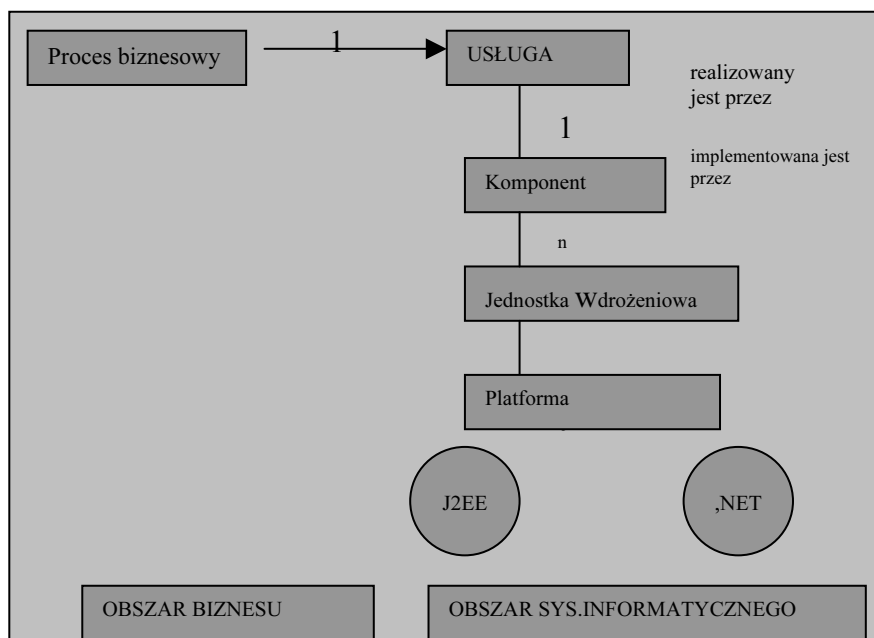 Proces biznesowy
1
USŁUGA
realizowany
jest przez
1
implementowana jest
przez
Komponent
n
Jednostka Wdrożeniowa
Platforma
J2EE
,NET
OBSZAR BIZNESU
OBSZAR SYS.INFORMATYCZNEGO